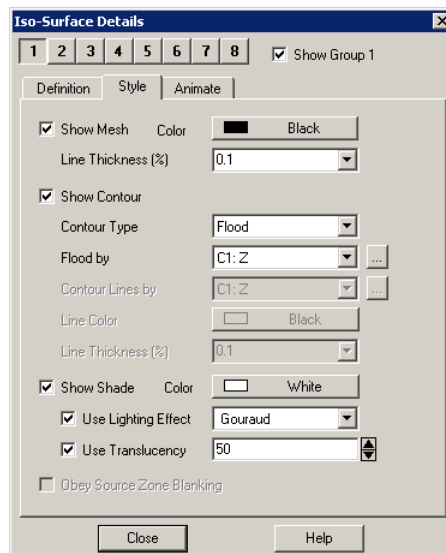 Iso-Surface Details
1 2 3 4 5 6 7 8 Show Group 1
Definition Style Animate
Show Mesh Color Black
Line Thickness (%) 0.1
Show Contour
Contour Type Flood
Flood by C1: Z ...
Contour Lines by C1: Z ...
Line Color Black
Line Thickness (%) 0.1
Show Shade Color White
Use Lighting Effect Gouraud
Use Translucency 50
Obey Source Zone Blanking
Close Help